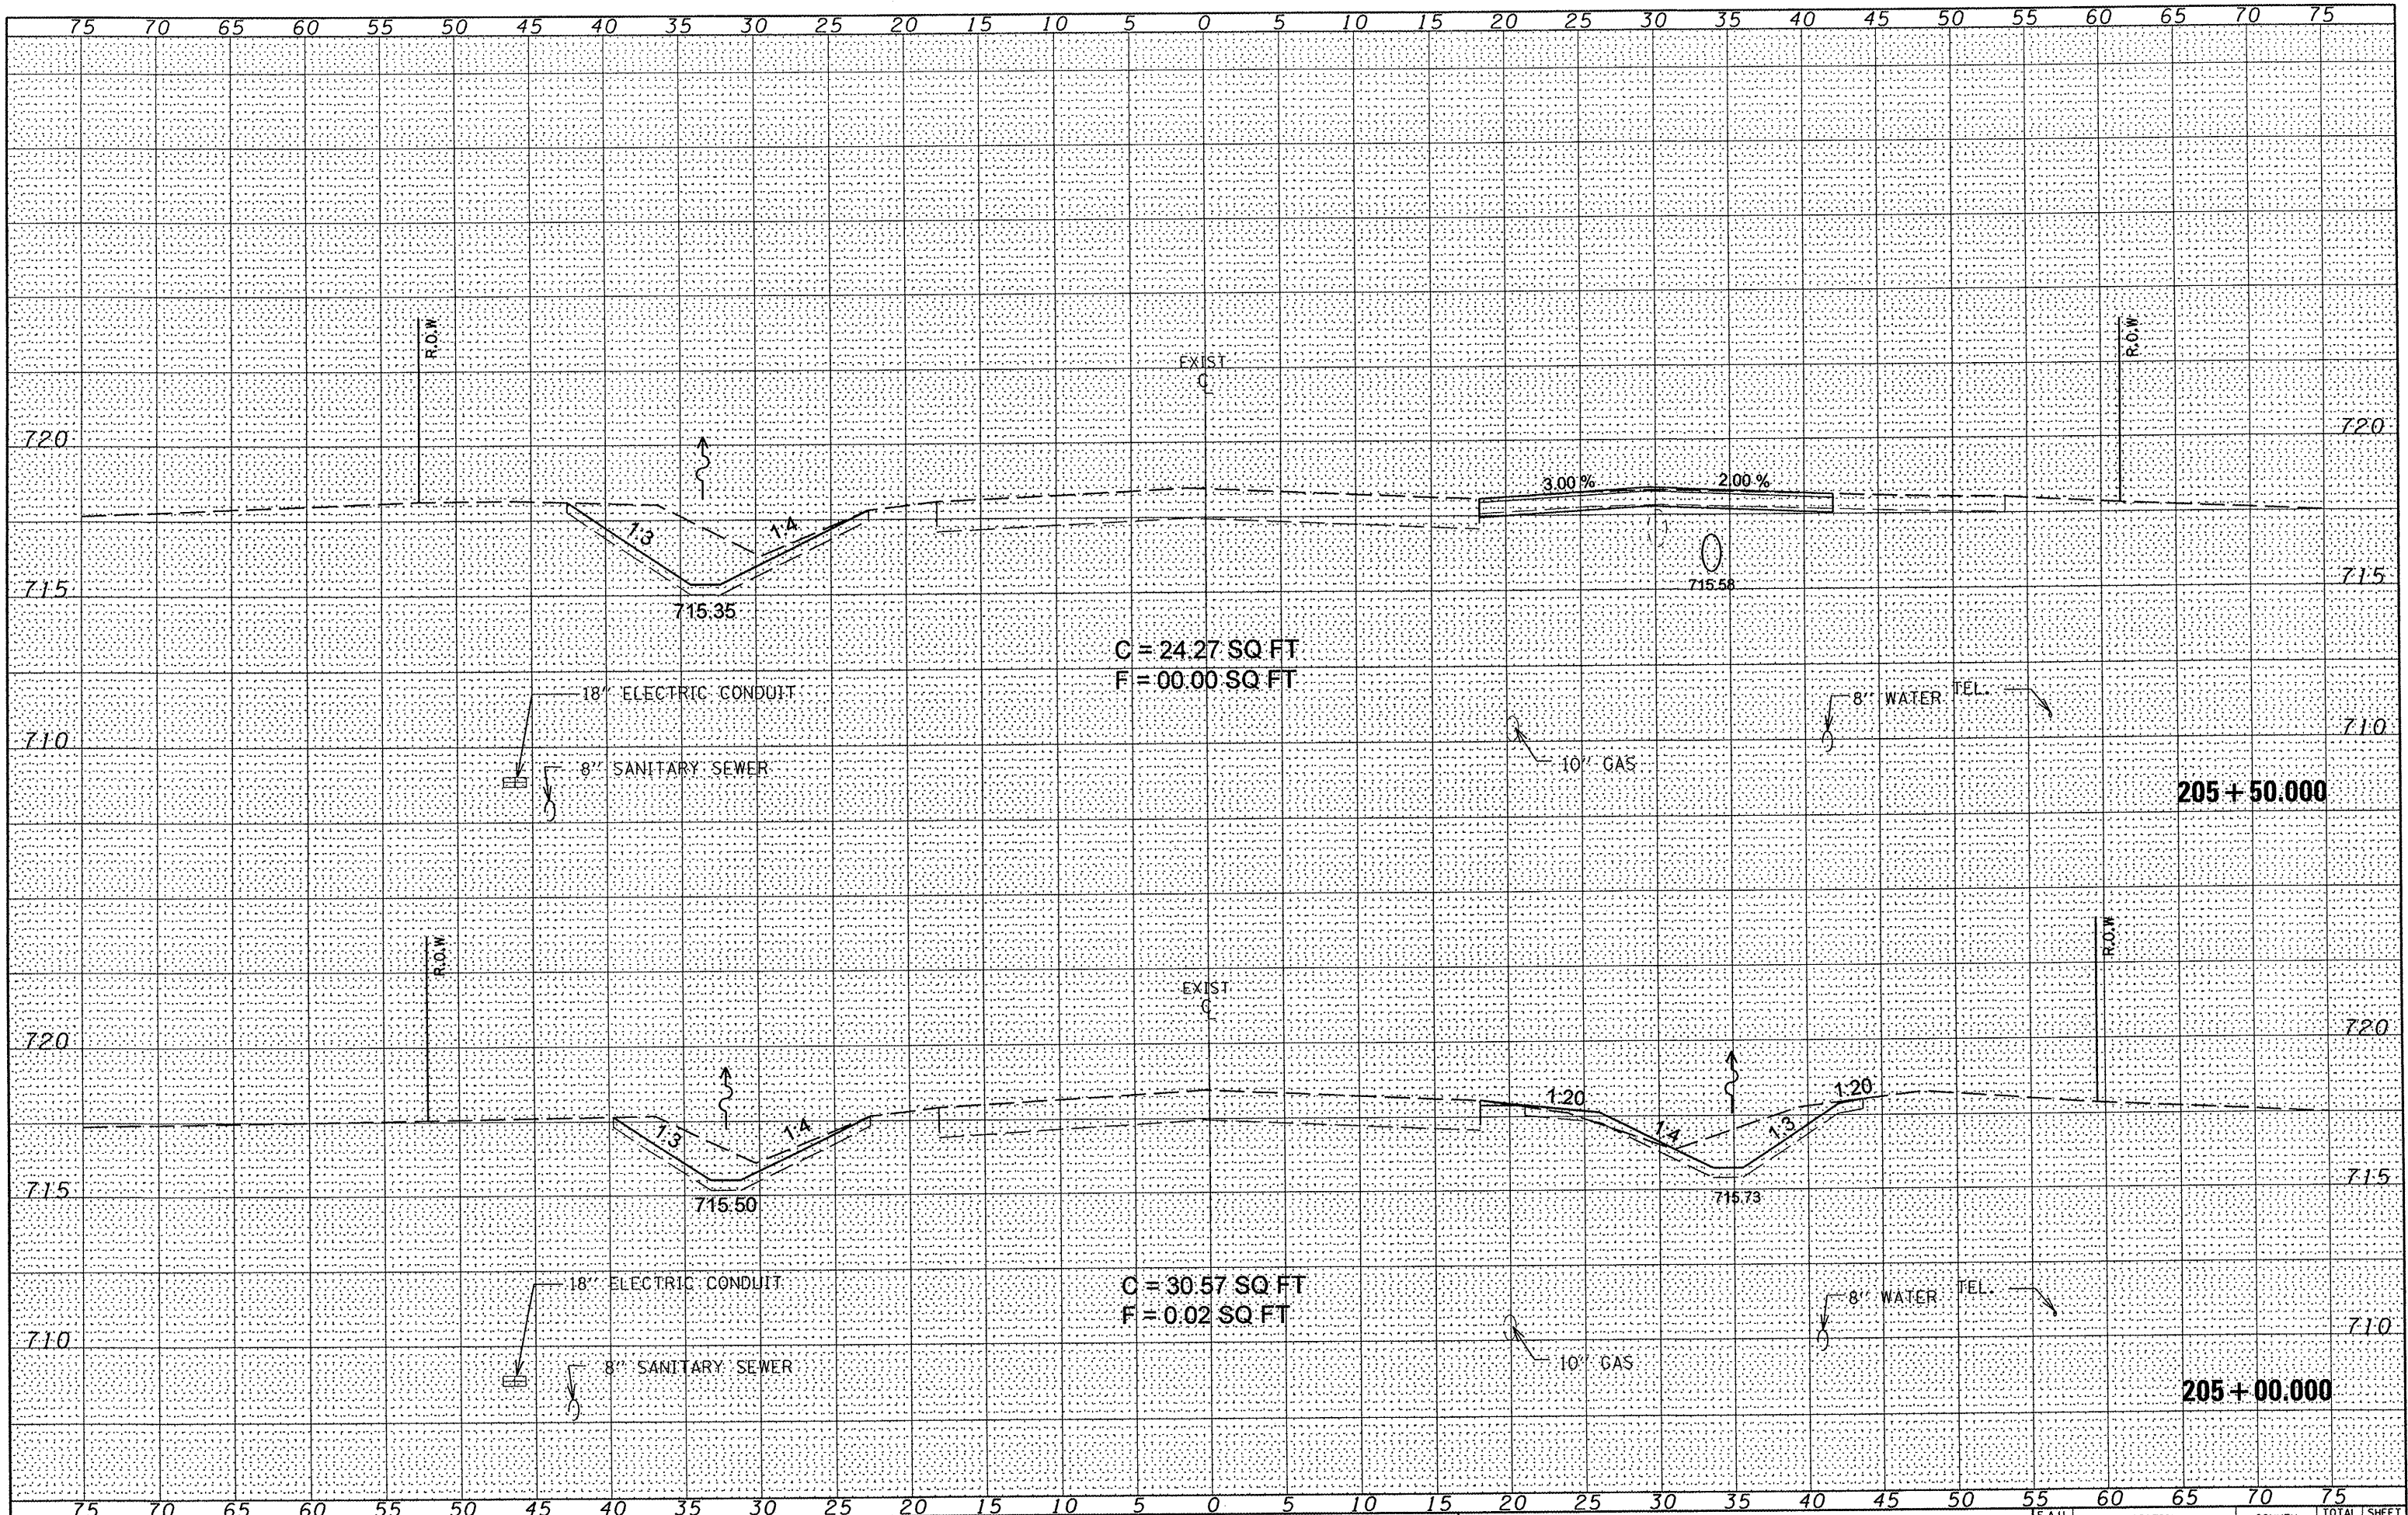 75 70 65 60 55 50 45 40 35 30 25 20 15 10 5 0 5 10 15 20 25 30 35 40 45 50 55 60 65 70 75
R.O.W
R.O.W
EXIST
720
720
3.00 %
2.00 %
1:3
1:4
715
715
715.35
715.58
C = 24.27 SQ FT
F = 00.00 SQ FT
18" ELECTRIC CONDUIT
8" WATER
TEL.
710
710
8" SANITARY SEWER
10" GAS
205 + 50.000
R.O.W
R.O.W
EXIST
720
720
1:20
1:20
1:3
1:4
1:4
1:3
715
715
715.50
715.73
C = 30.57 SQ FT
F = 0.02 SQ FT
18" ELECTRIC CONDUIT
8" WATER
TEL.
710
710
8" SANITARY SEWER
10" GAS
205 + 00.000
75 70 65 60 55 50 45 40 35 30 25 20 15 10 5 0 5 10 15 20 25 30 35 40 45 50 55 60 65 70 75
TOTAL SHEET